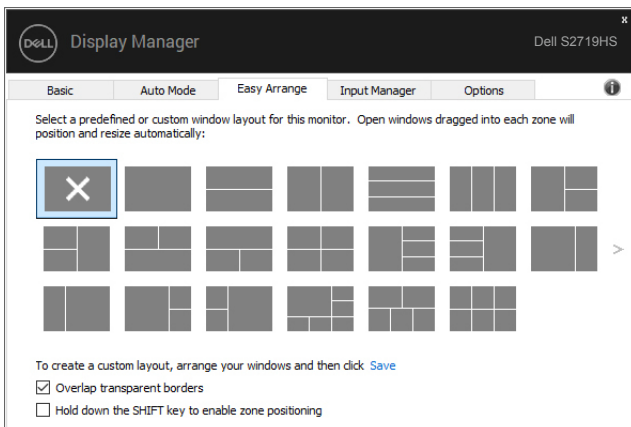 x
DELL Display Manager Dell S2719HS
Basic Auto Mode Easy Arrange Input Manager Options
Select a predefined or custom window layout for this monitor. Open windows dragged into each zone will
position and resize automatically:
To create a custom layout, arrange your windows and then click Save
Overlap transparent borders
Hold down the SHIFT key to enable zone positioning